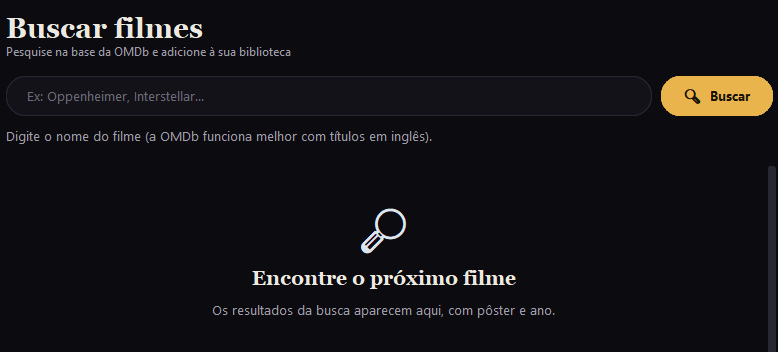 Buscar filmes
Pesquise na base da OMDb e adicione à sua biblioteca
Ex: Oppenheimer, Interstellar...
Buscar
Digite o nome do filme (a OMDb funciona melhor com títulos em inglês).
Encontre o próximo filme
Os resultados da busca aparecem aqui, com pôster e ano.